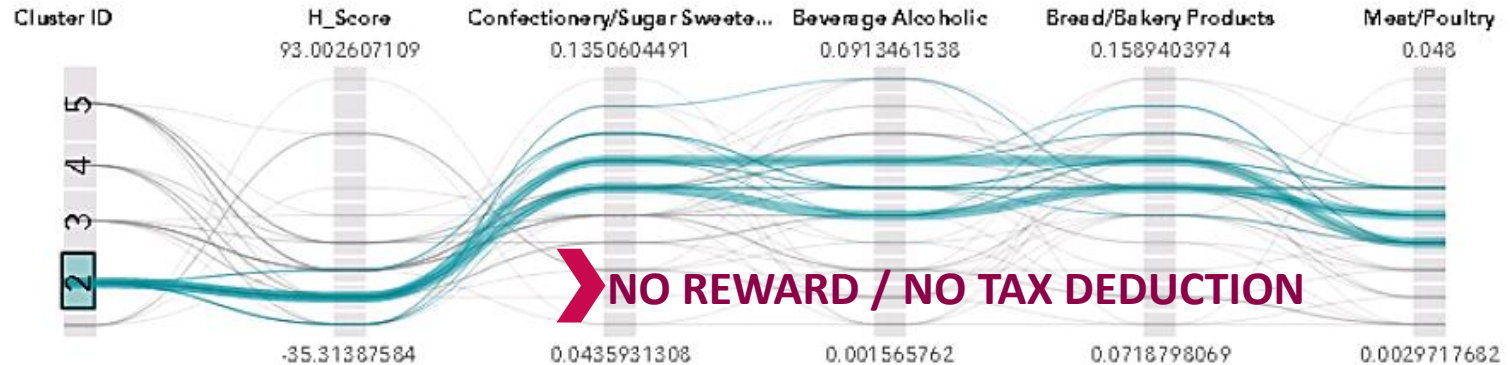 Cluster ID H_Score Confectionery/Sugar Sweete... Beverage Alcoholic Bread/Bakery Products Meat/Poultry
93.002607109 0.1350604491 0.0913461538 0.1589403974 0.048
5
4
3
2
NO REWARD / NO TAX DEDUCTION
-35.31387584 0.0435931308 0.001565762 0.0718798069 0.0029717682